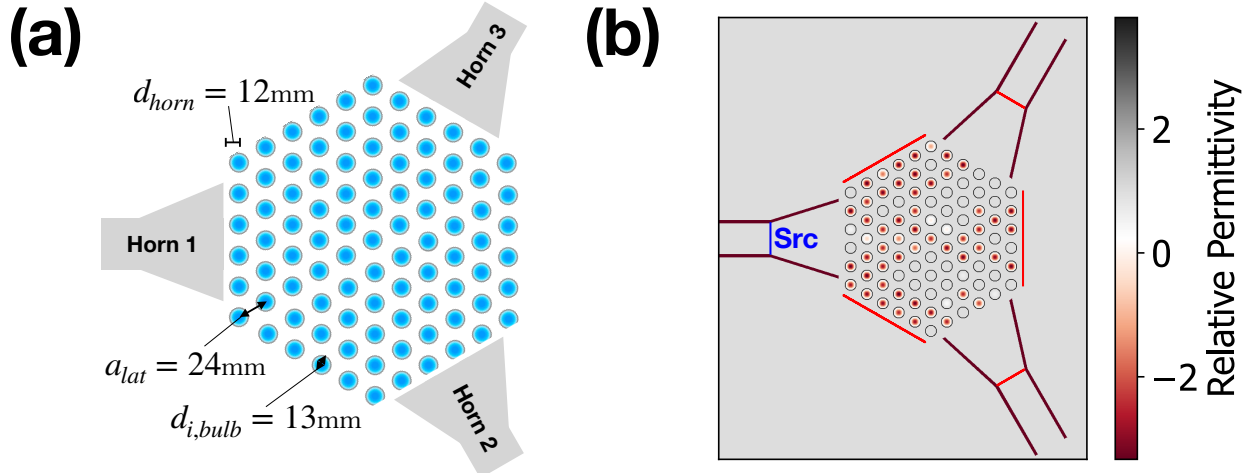 (a)
d_horn = 12mm
Horn 3
Horn 1
a_lat = 24mm
d_i,bulb = 13mm
Horn 2
(b)
Src
2
0
−2
Relative Permittivity